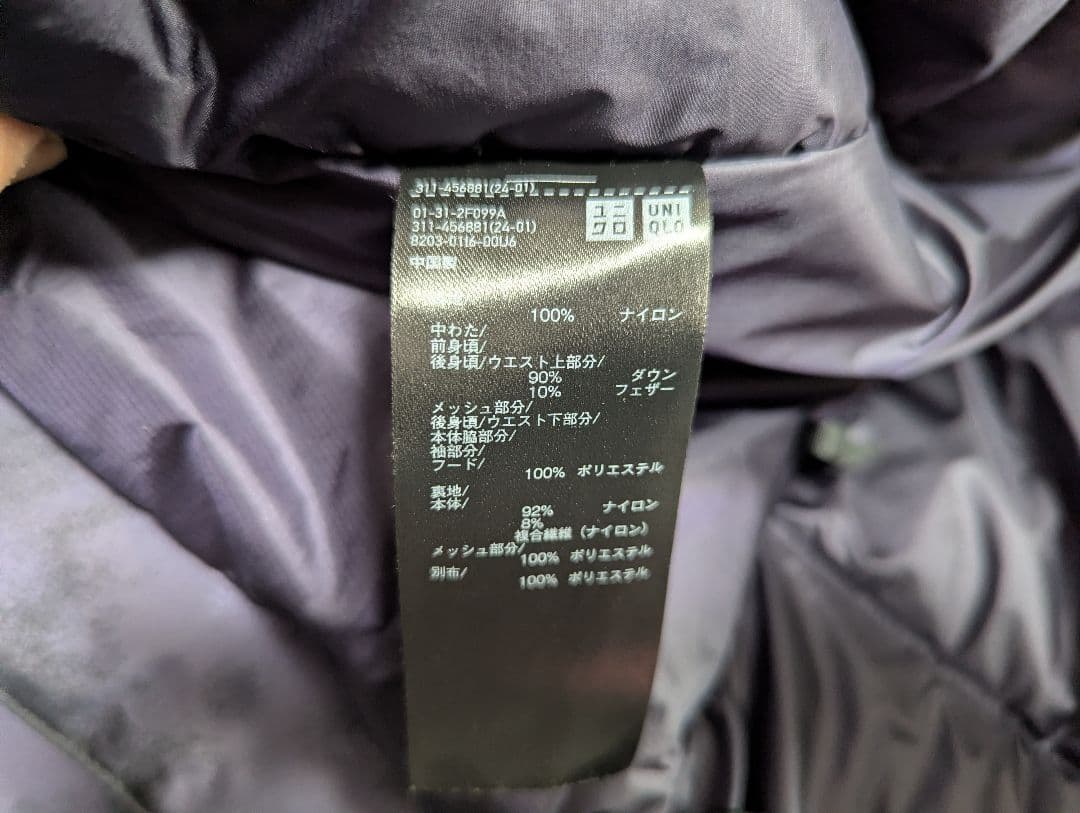 311-456881(24-01)
01-31-2F099A
311-456881(24-01)
8203-0116-00U6
ユニ
クロ
UNI
QLO
中国製
100% ナイロン
中わた/
前身頃/
後身頃/ウエスト上部分/
90% ダウン
10% フェザー
メッシュ部分/
後身頃/ウエスト下部分/
本体脇部分/
袖部分/
フード/
100% ポリエステル
裏地/
本体/
92% ナイロン
8%
複合繊維(ナイロン)
メッシュ部分/
100% ポリエステル
別布/
100% ポリエステル